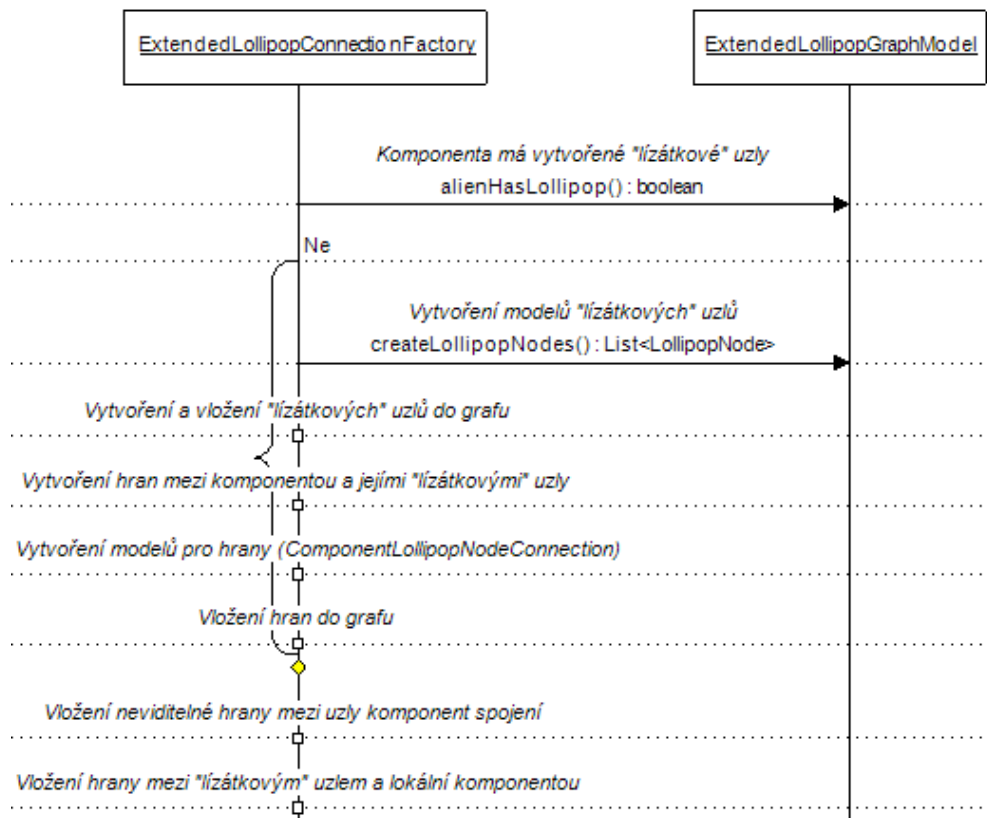 ExtendedLollipopConnectionFactory
ExtendedLollipopGraphModel
Komponenta má vytvořené "lízátkové" uzly
alienHasLollipop() : boolean
Ne
Vytvoření modelů "lízátkových" uzlů
createLollipopNodes() : List<LollipopNode>
Vytvoření a vložení "lízátkových" uzlů do grafu
Vytvoření hran mezi komponentou a jejími "lízátkovými" uzly
Vytvoření modelů pro hrany (ComponentLollipopNodeConnection)
Vložení hran do grafu
Vložení neviditelné hrany mezi uzly komponent spojení
Vložení hrany mezi "lízátkovým" uzlem a lokální komponentou